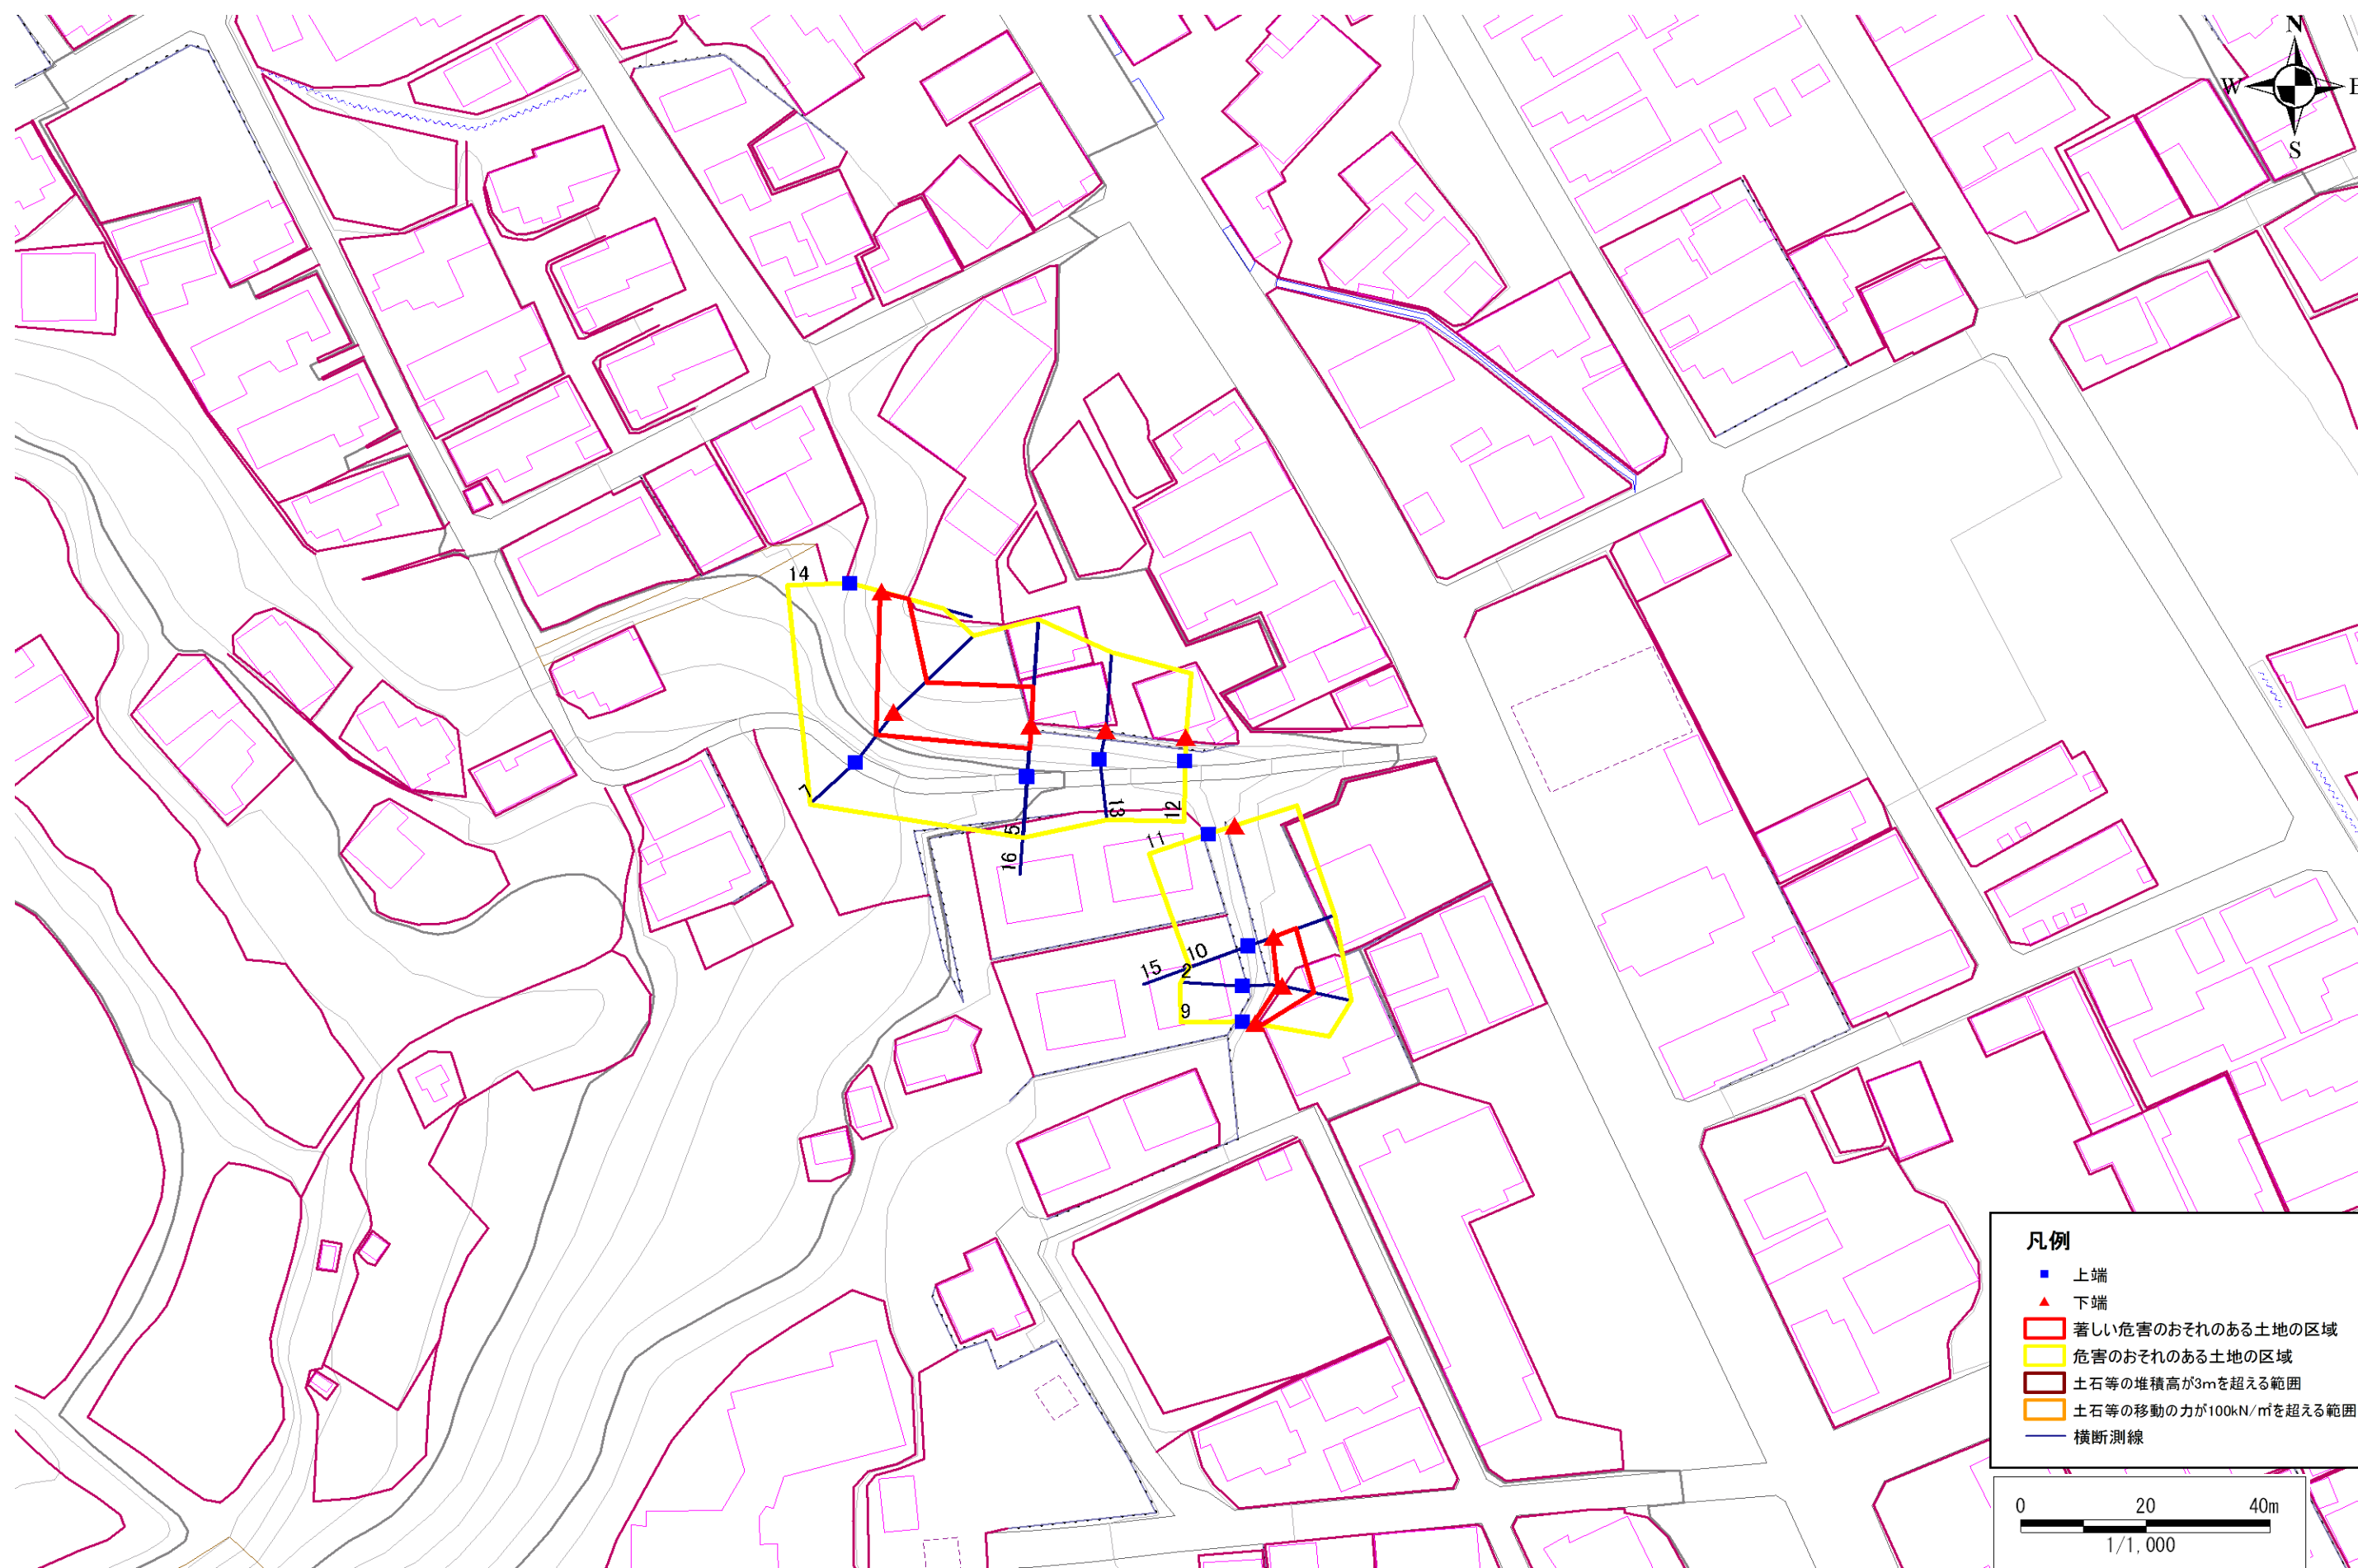 N
W
E
S
14
7
5
16
13
12
11
10
15
2
9
凡例
上端
下端
著しい危害のおそれのある土地の区域
危害のおそれのある土地の区域
土石等の堆積高が3mを超える範囲
土石等の移動の力が100kN/㎡を超える範囲
横断測線
0 20 40m
1/1,000